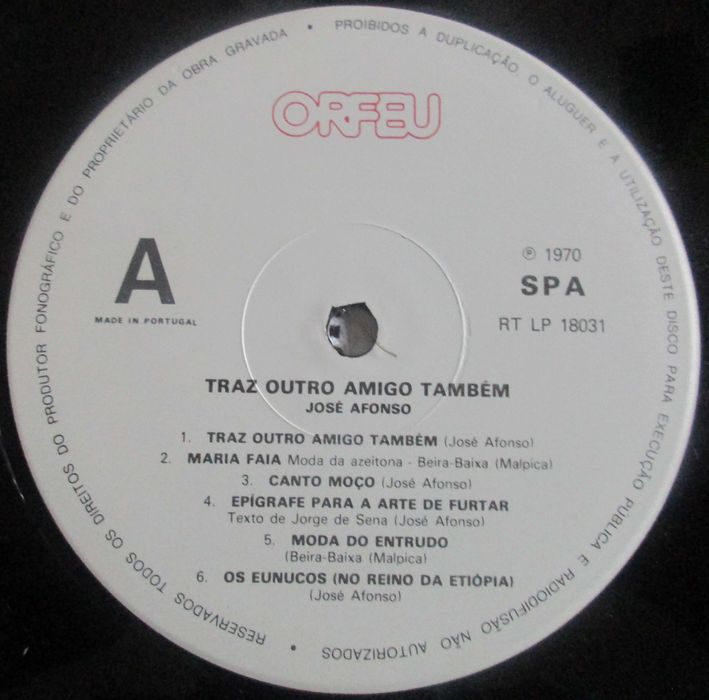 ORFEU
A
MADE IN PORTUGAL
℗ 1970
SPA
RT LP 18031
TRAZ OUTRO AMIGO TAMBÉM
JOSÉ AFONSO
1. TRAZ OUTRO AMIGO TAMBÉM (José Afonso)
2. MARIA FAIA Moda da azeitona - Beira-Baixa (Malpica)
3. CANTO MOÇO (José Afonso)
4. EPÍGRAFE PARA A ARTE DE FURTAR
Texto de Jorge de Sena (José Afonso)
5. MODA DO ENTRUDO
(Beira-Baixa (Malpica)
6. OS EUNUCOS (NO REINO DA ETIÓPIA)
(José Afonso)
RESERVADOS TODOS OS DIREITOS DO PRODUTOR FONOGRÁFICO E DO PROPRIETÁRIO DA OBRA GRAVADA • PROIBIDOS A DUPLICAÇÃO, O ALUGUER E A UTILIZAÇÃO DESTE DISCO PARA EXECUÇÃO PÚBLICA E RADIODIFUSÃO NÃO AUTORIZADOS •